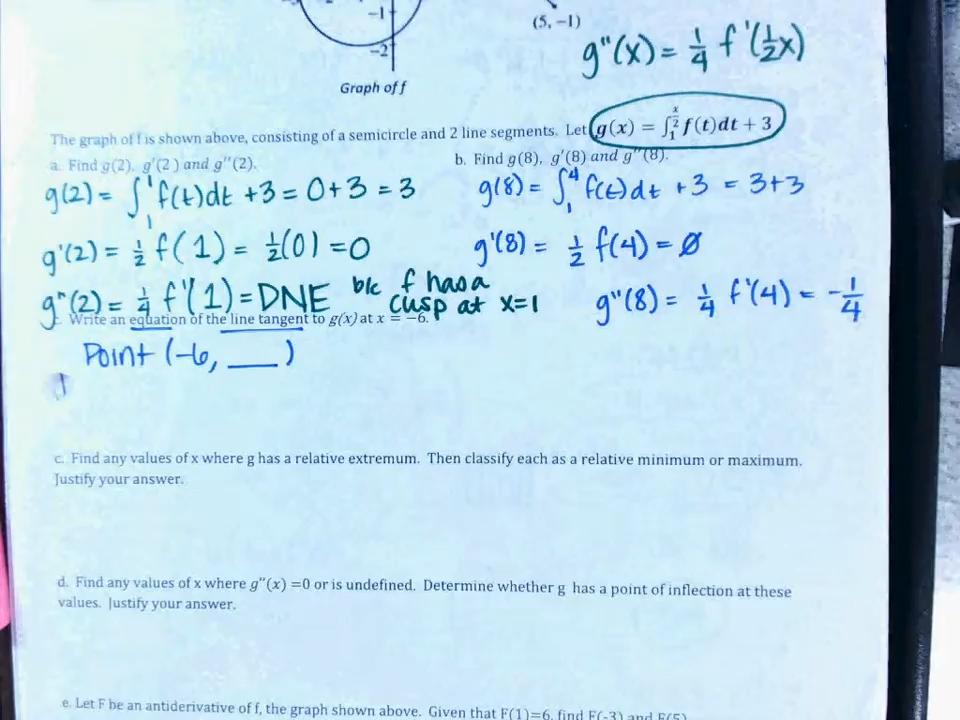 -1
(5, -1)
-2
g"(x) = 1/4 f'(1/2x)
Graph of f
The graph of f is shown above, consisting of a semicircle and 2 line segments. Let g(x) = ∫₁^(x/2) f(t)dt + 3
a. Find g(2), g'(2) and g''(2).
b. Find g(8), g'(8) and g''(8).
g(2) = ∫₁¹ f(t)dt + 3 = 0+3 = 3
g(8) = ∫₁⁴ f(t)dt + 3 = 3+3
g'(2) = 1/2 f(1) = 1/2(0) = 0
g'(8) = 1/2 f(4) = Ø
g"(2) = 1/4 f'(1) = DNE b/c f has a cusp at x=1
g"(8) = 1/4 f'(4) = -1/4
Write an equation of the line tangent to g(x) at x = -6.
Point (-6, ___)
c. Find any values of x where g has a relative extremum. Then classify each as a relative minimum or maximum.
Justify your answer.
d. Find any values of x where g"(x) =0 or is undefined. Determine whether g has a point of inflection at these
values. Justify your answer.
e. Let F be an antiderivative of f, the graph shown above. Given that F(1)=6, find F(-3) and F(5).